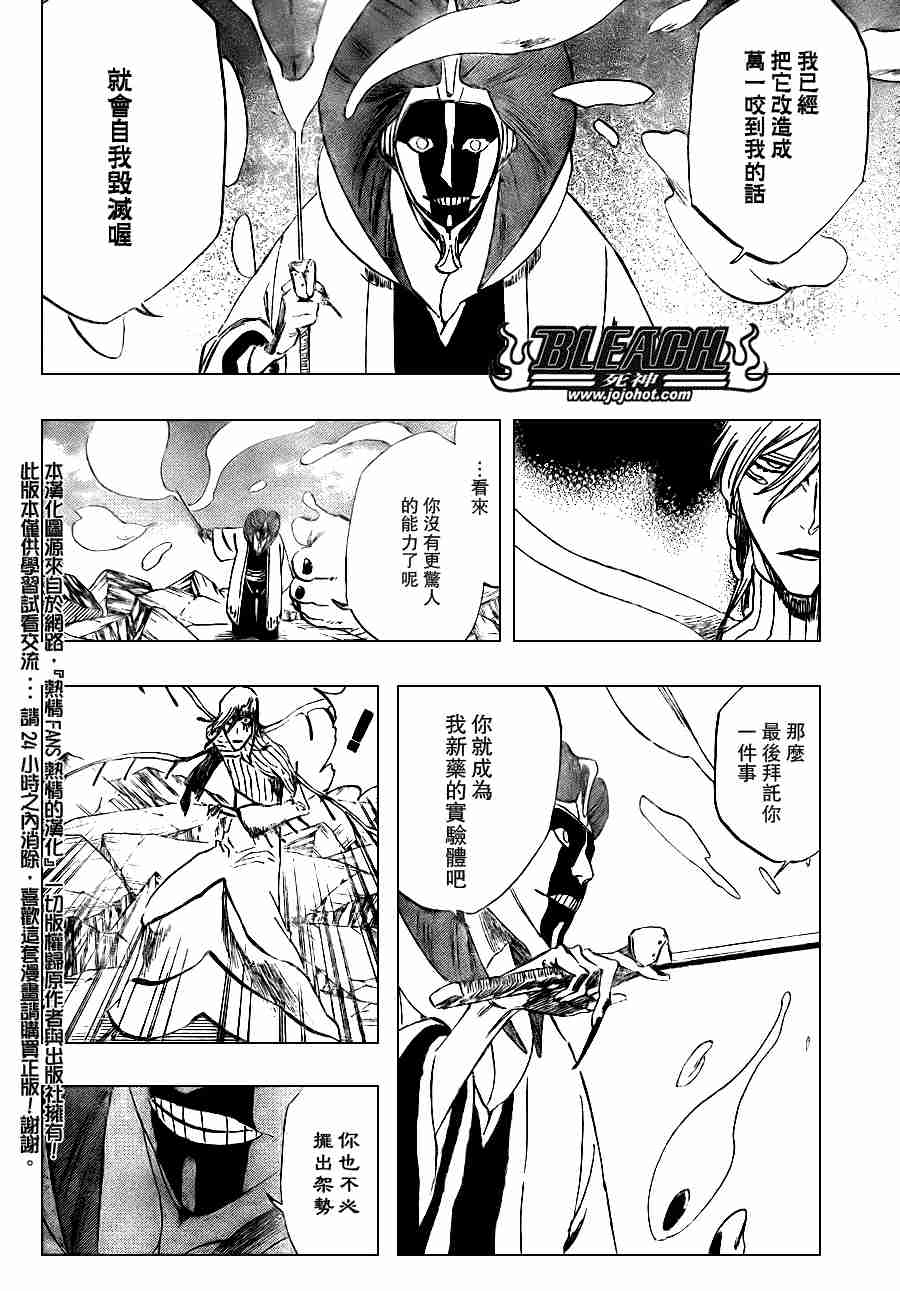 我已經
把它改造成
萬一咬到我的話
就會自我毀滅喔
BLEACH
死神
www.jojohot.com
…看來
你沒有更驚人
的能力了呢
那麼
最後拜託你
一件事
你就成為
我新藥的實驗體吧
!
你也不必
擺出架勢
本漢化圖源來自於網路.『熱情FANS熱情的漢化』一切版權歸原作者與出版社擁有!
此版本僅供學習試看交流…請24小時之內消除.喜歡這套漫畫請購買正版!謝謝。